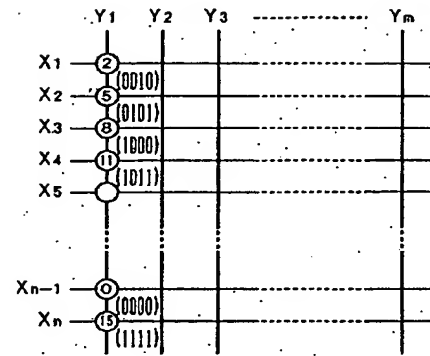 Y1 Y2 Y3 Ym
X1 2
(0010)
X2 5
(0101)
X3 8
(1000)
X4 11
(1011)
X5
Xn-1 0
(0000)
Xn 15
(1111)